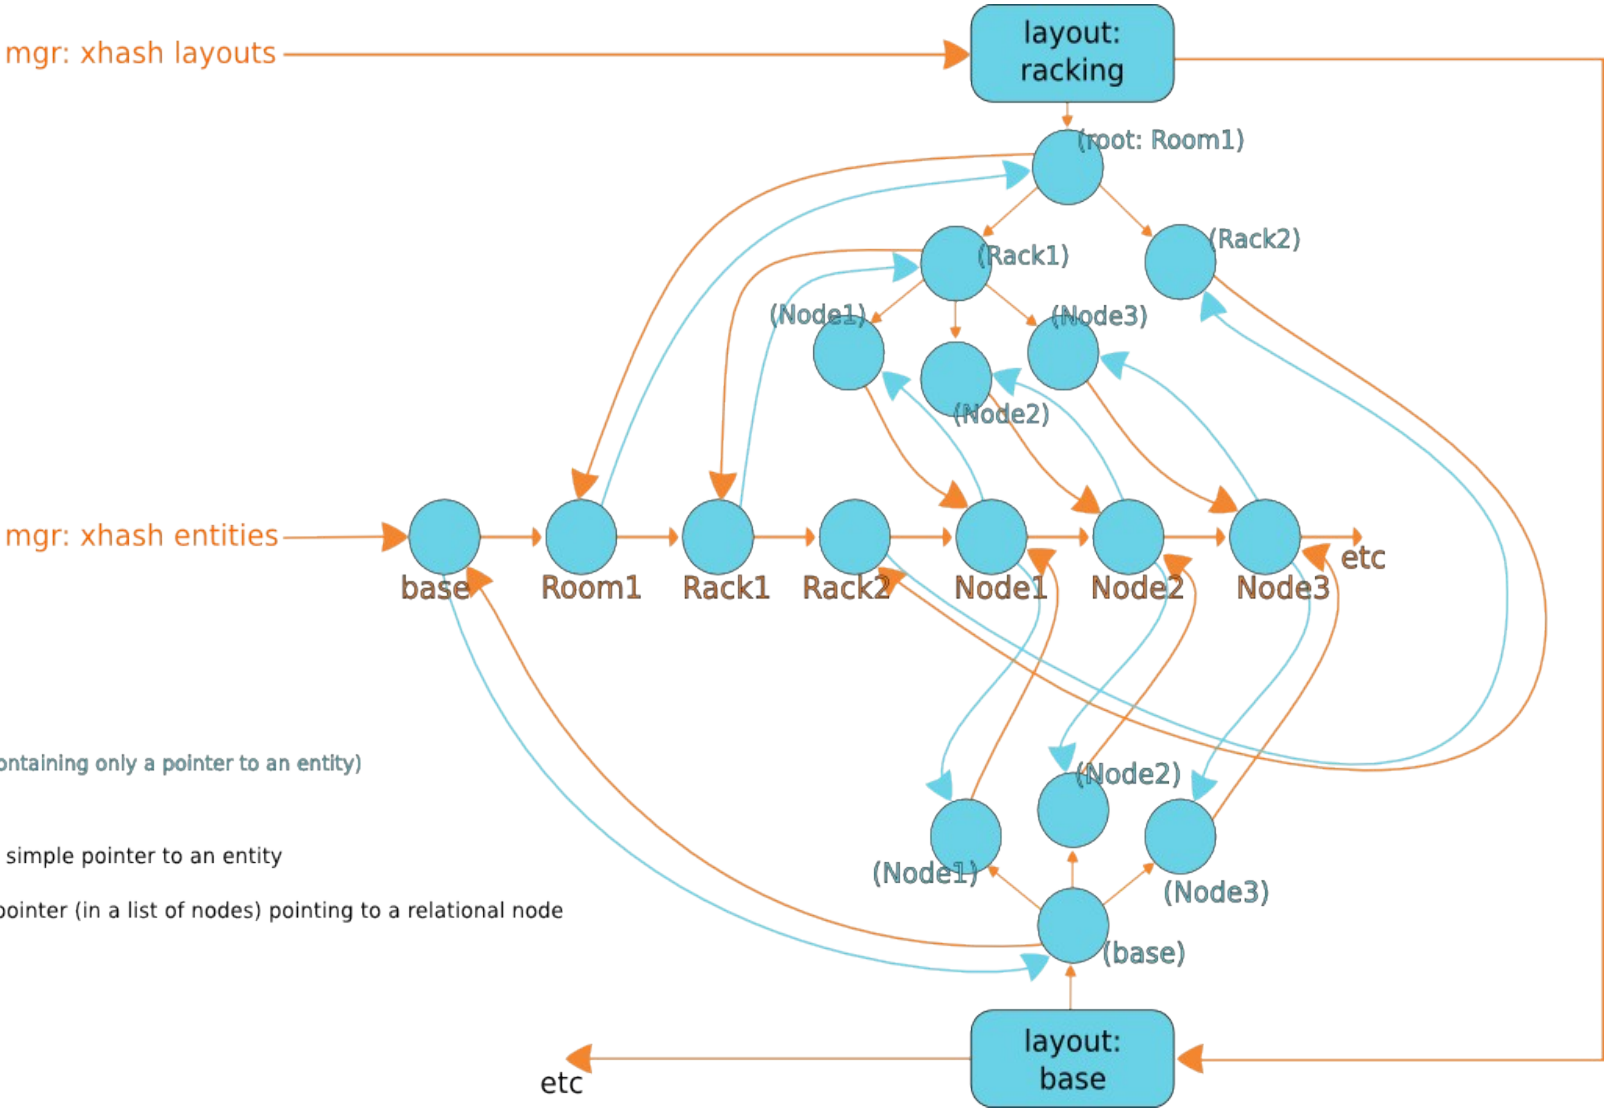 mgr: xhash layouts
layout:
racking
(root: Room1)
(Rack1)
(Rack2)
(Node1)
(Node3)
(Node2)
mgr: xhash entities
base
Room1
Rack1
Rack2
Node1
Node2
Node3
etc
ontaining only a pointer to an entity)
simple pointer to an entity
pointer (in a list of nodes) pointing to a relational node
(Node2)
(Node1)
(Node3)
(base)
layout:
base
etc